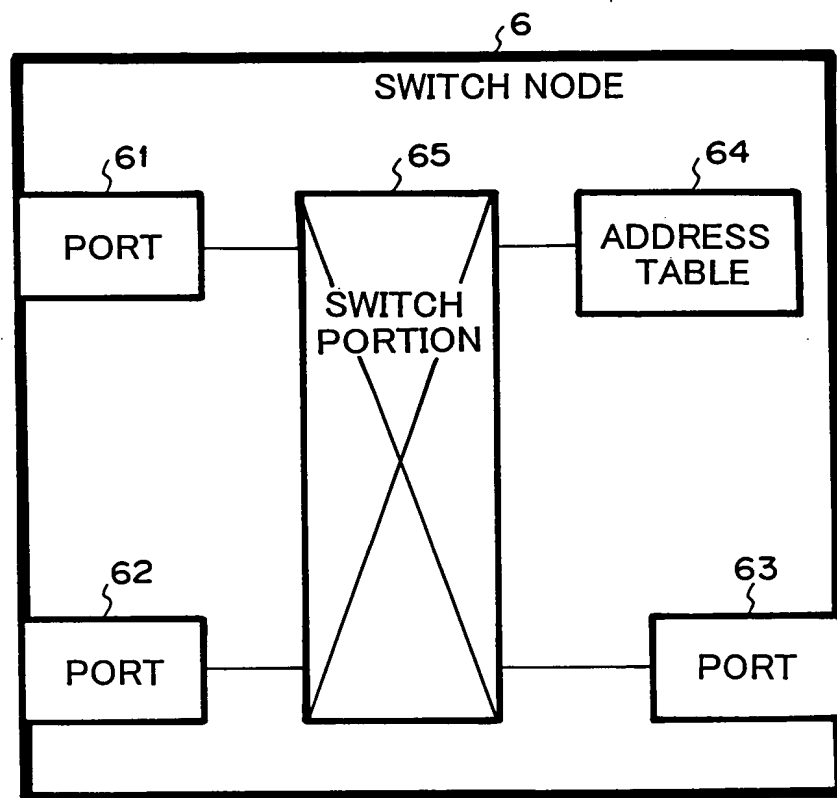 6
SWITCH NODE
61
65
64
PORT
ADDRESS
TABLE
SWITCH
PORTION
62
63
PORT
PORT